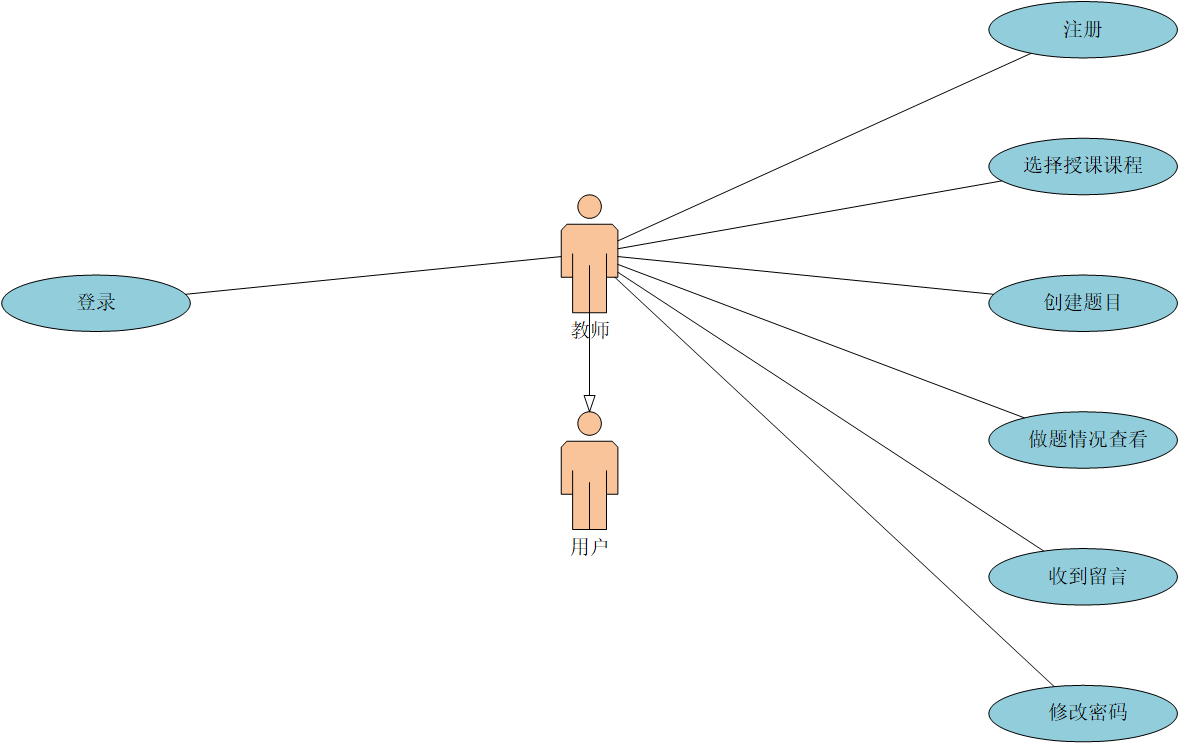 注册
选择授课课程
登录
创建题目
教师
做题情况查看
用户
收到留言
修改密码